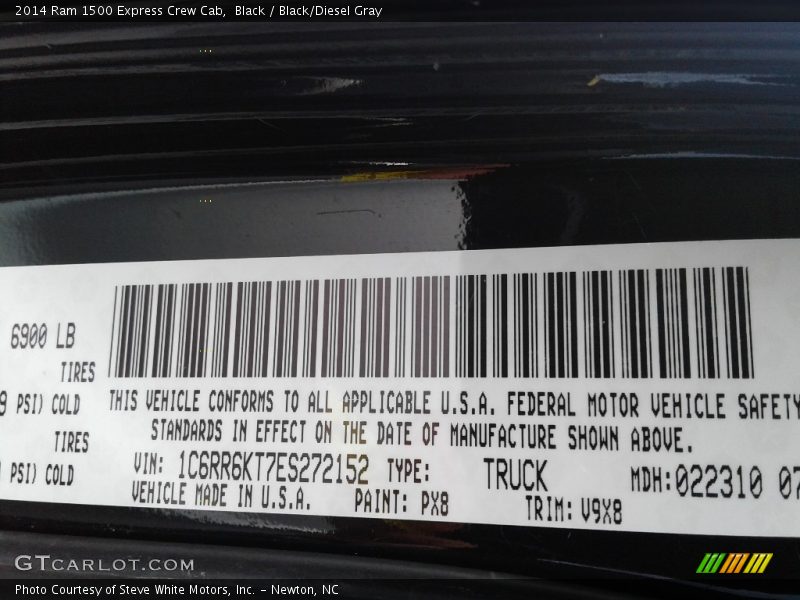 2014 Ram 1500 Express Crew Cab, Black / Black/Diesel Gray
6900 LB
TIRES
PSI) COLD
THIS VEHICLE CONFORMS TO ALL APPLICABLE U.S.A. FEDERAL MOTOR VEHICLE SAFETY
STANDARDS IN EFFECT ON THE DATE OF MANUFACTURE SHOWN ABOVE.
TIRES
PSI) COLD
VIN: 1C6RR6KT7ES272152 TYPE: TRUCK MDH:022310 07
VEHICLE MADE IN U.S.A. PAINT: PX8 TRIM: V9X8
GTCARLOT.COM
Photo Courtesy of Steve White Motors, Inc. – Newton, NC